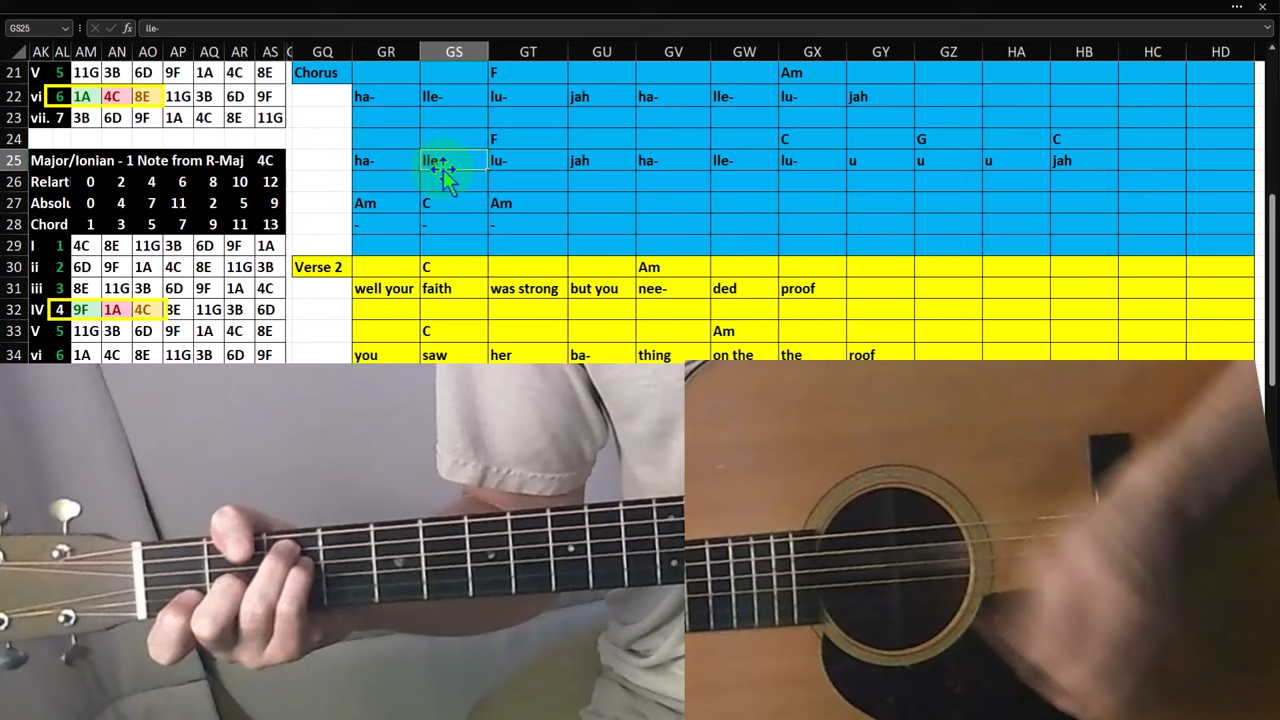 GS25 fx lle-
AK AL AM AN AO AP AQ AR AS GQ GR GS GT GU GV GW GX GY GZ HA HB HC HD
21 V 5 11G 3B 6D 9F 1A 4C 8E Chorus F Am
22 vi 6 1A 4C 8E 11G 3B 6D 9F ha- lle- lu- jah ha- lle- lu- jah
23 vii. 7 3B 6D 9F 1A 4C 8E 11G
24 F C G C
25 Major/Ionian - 1 Note from R-Maj 4C ha- lle- lu- jah ha- lle- lu- u u u jah
26 Relati 0 2 4 6 8 10 12
27 Absolu 0 4 7 11 2 5 9 Am C Am
28 Chord 1 3 5 7 9 11 13 - - -
29 I 1 4C 8E 11G 3B 6D 9F 1A
30 ii 2 6D 9F 1A 4C 8E 11G 3B Verse 2 C Am
31 iii 3 8E 11G 3B 6D 9F 1A 4C well your faith was strong but you nee- ded proof
32 IV 4 9F 1A 4C 8E 11G 3B 6D
33 V 5 11G 3B 6D 9F 1A 4C 8E C Am
34 vi 6 1A 4C 8E 11G 3B 6D 9F you saw her ba- thing on the the roof